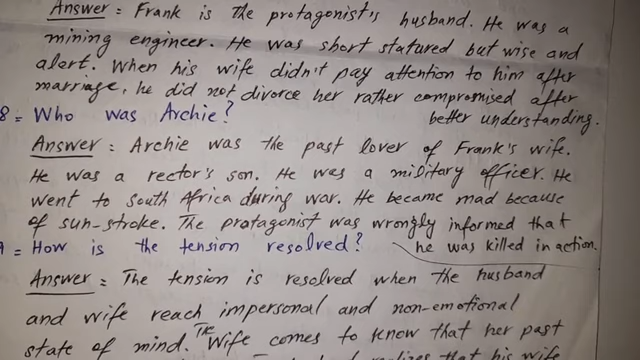 Answer = Frank is the protagonist's husband. He was a
mining engineer. He was short statured but wise and
alert. When his wife didn't pay attention to him after
marriage, he did not divorce her rather compromised after
better understanding.
8 = Who was Archie?
Answer : Archie was the past lover of Frank's wife.
He was a rector's son. He was a military officer. He
went to South Africa during war. He became mad because
of sun-stroke. The protagonist was wrongly informed that
he was killed in action.
9 = How is the tension resolved?
Answer = The tension is resolved when the husband
and wife reach impersonal and non-emotional
state of mind. The Wife comes to know that her past
realizes that his wife